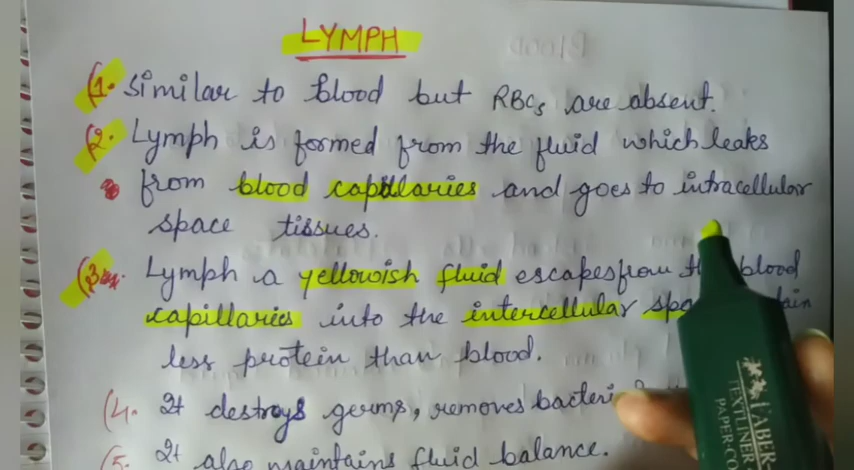 LYMPH
(1. Similar to blood but RBCs are absent.
(2. Lymph is formed from the fluid which leaks
from blood capillaries and goes to intracellular
space tissues.
(3. Lymph a yellowish fluid escapes from blood
capillaries into the intercellular
less protein than blood.
(4. It destroys germs, removes
(5. It also maintains fluid balance.
FABER
TEXTLINER